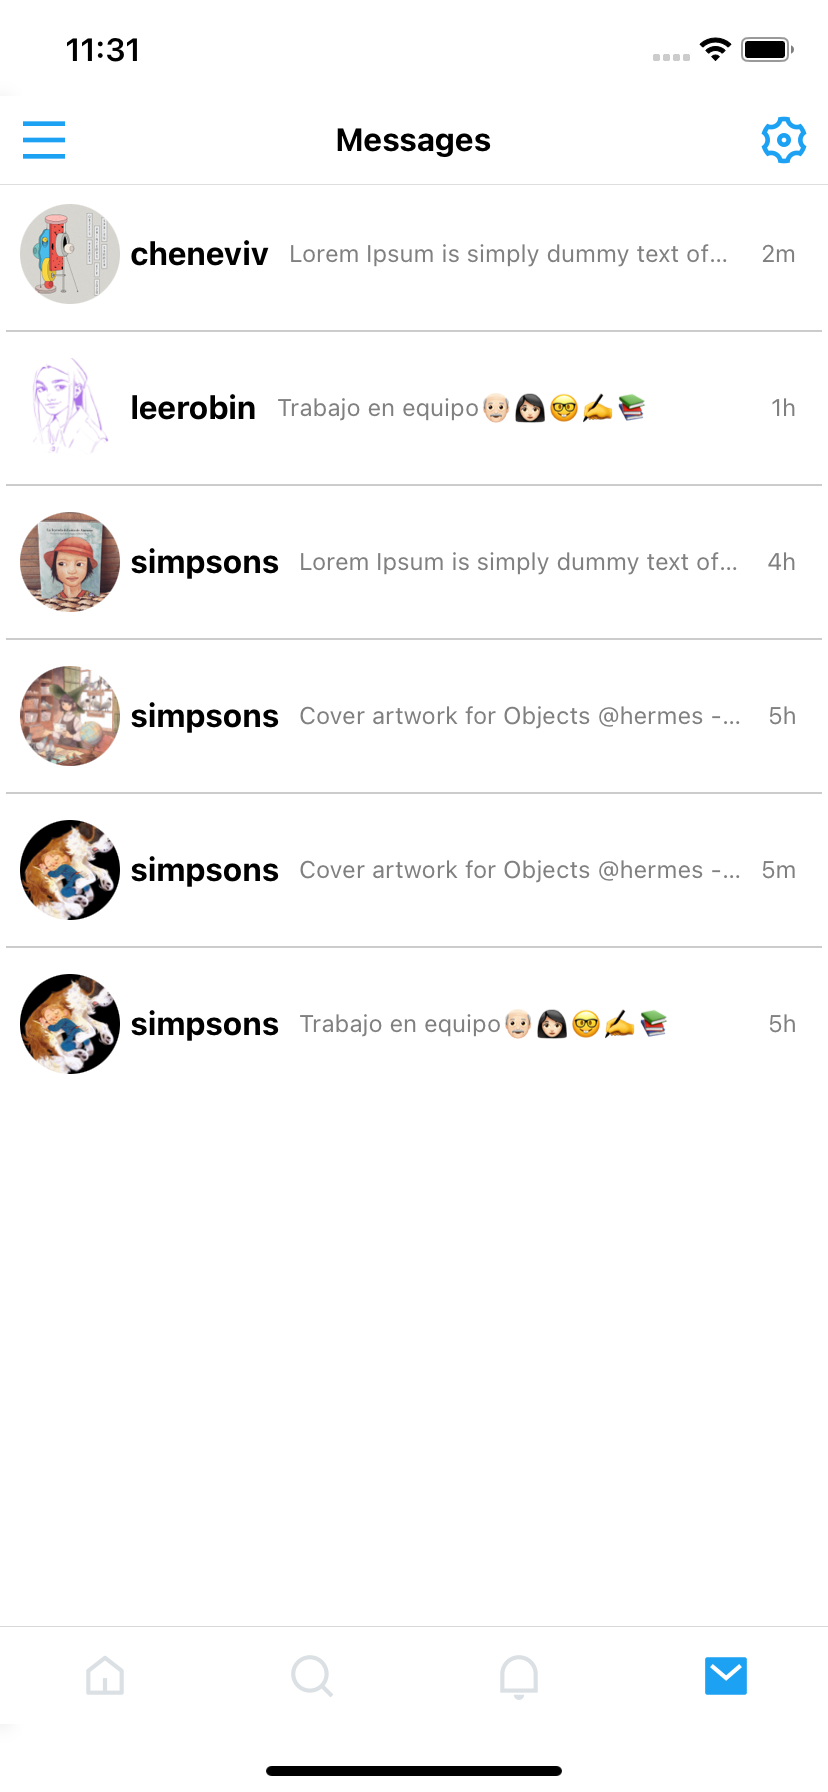 11:31
Messages
cheneviv Lorem Ipsum is simply dummy text of... 2m
leerobin Trabajo en equipo👴🏻👩🏻🤓✍️📚 1h
simpsons Lorem Ipsum is simply dummy text of... 4h
simpsons Cover artwork for Objects @hermes -... 5h
simpsons Cover artwork for Objects @hermes -... 5m
simpsons Trabajo en equipo👴🏻👩🏻🤓✍️📚 5h